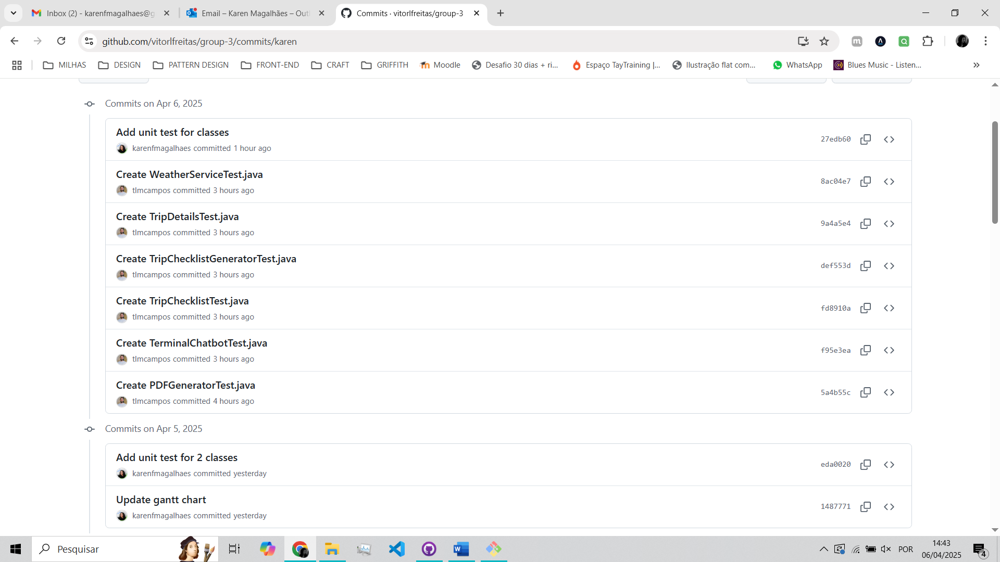 Inbox (2) - karenfmagalhaes@g
Email – Karen Magalhães – Out
Commits · vitorlfreitas/group-3
github.com/vitorlfreitas/group-3/commits/karen
MILHAS
DESIGN
PATTERN DESIGN
FRONT-END
CRAFT
GRIFFITH
Moodle
Desafio 30 dias + ri...
Espaço TayTraining |...
Ilustração flat com...
WhatsApp
Blues Music - Listen...
Commits on Apr 6, 2025
Add unit test for classes
karenfmagalhaes committed 1 hour ago
27edb60
Create WeatherServiceTest.java
tlmcampos committed 3 hours ago
8ac04e7
Create TripDetailsTest.java
tlmcampos committed 3 hours ago
9a4a5e4
Create TripChecklistGeneratorTest.java
tlmcampos committed 3 hours ago
def553d
Create TripChecklistTest.java
tlmcampos committed 3 hours ago
fd8910a
Create TerminalChatbotTest.java
tlmcampos committed 3 hours ago
f95e3ea
Create PDFGeneratorTest.java
tlmcampos committed 4 hours ago
5a4b55c
Commits on Apr 5, 2025
Add unit test for 2 classes
karenfmagalhaes committed yesterday
eda0020
Update gantt chart
karenfmagalhaes committed yesterday
1487771
Pesquisar
POR
14:43
06/04/2025
4